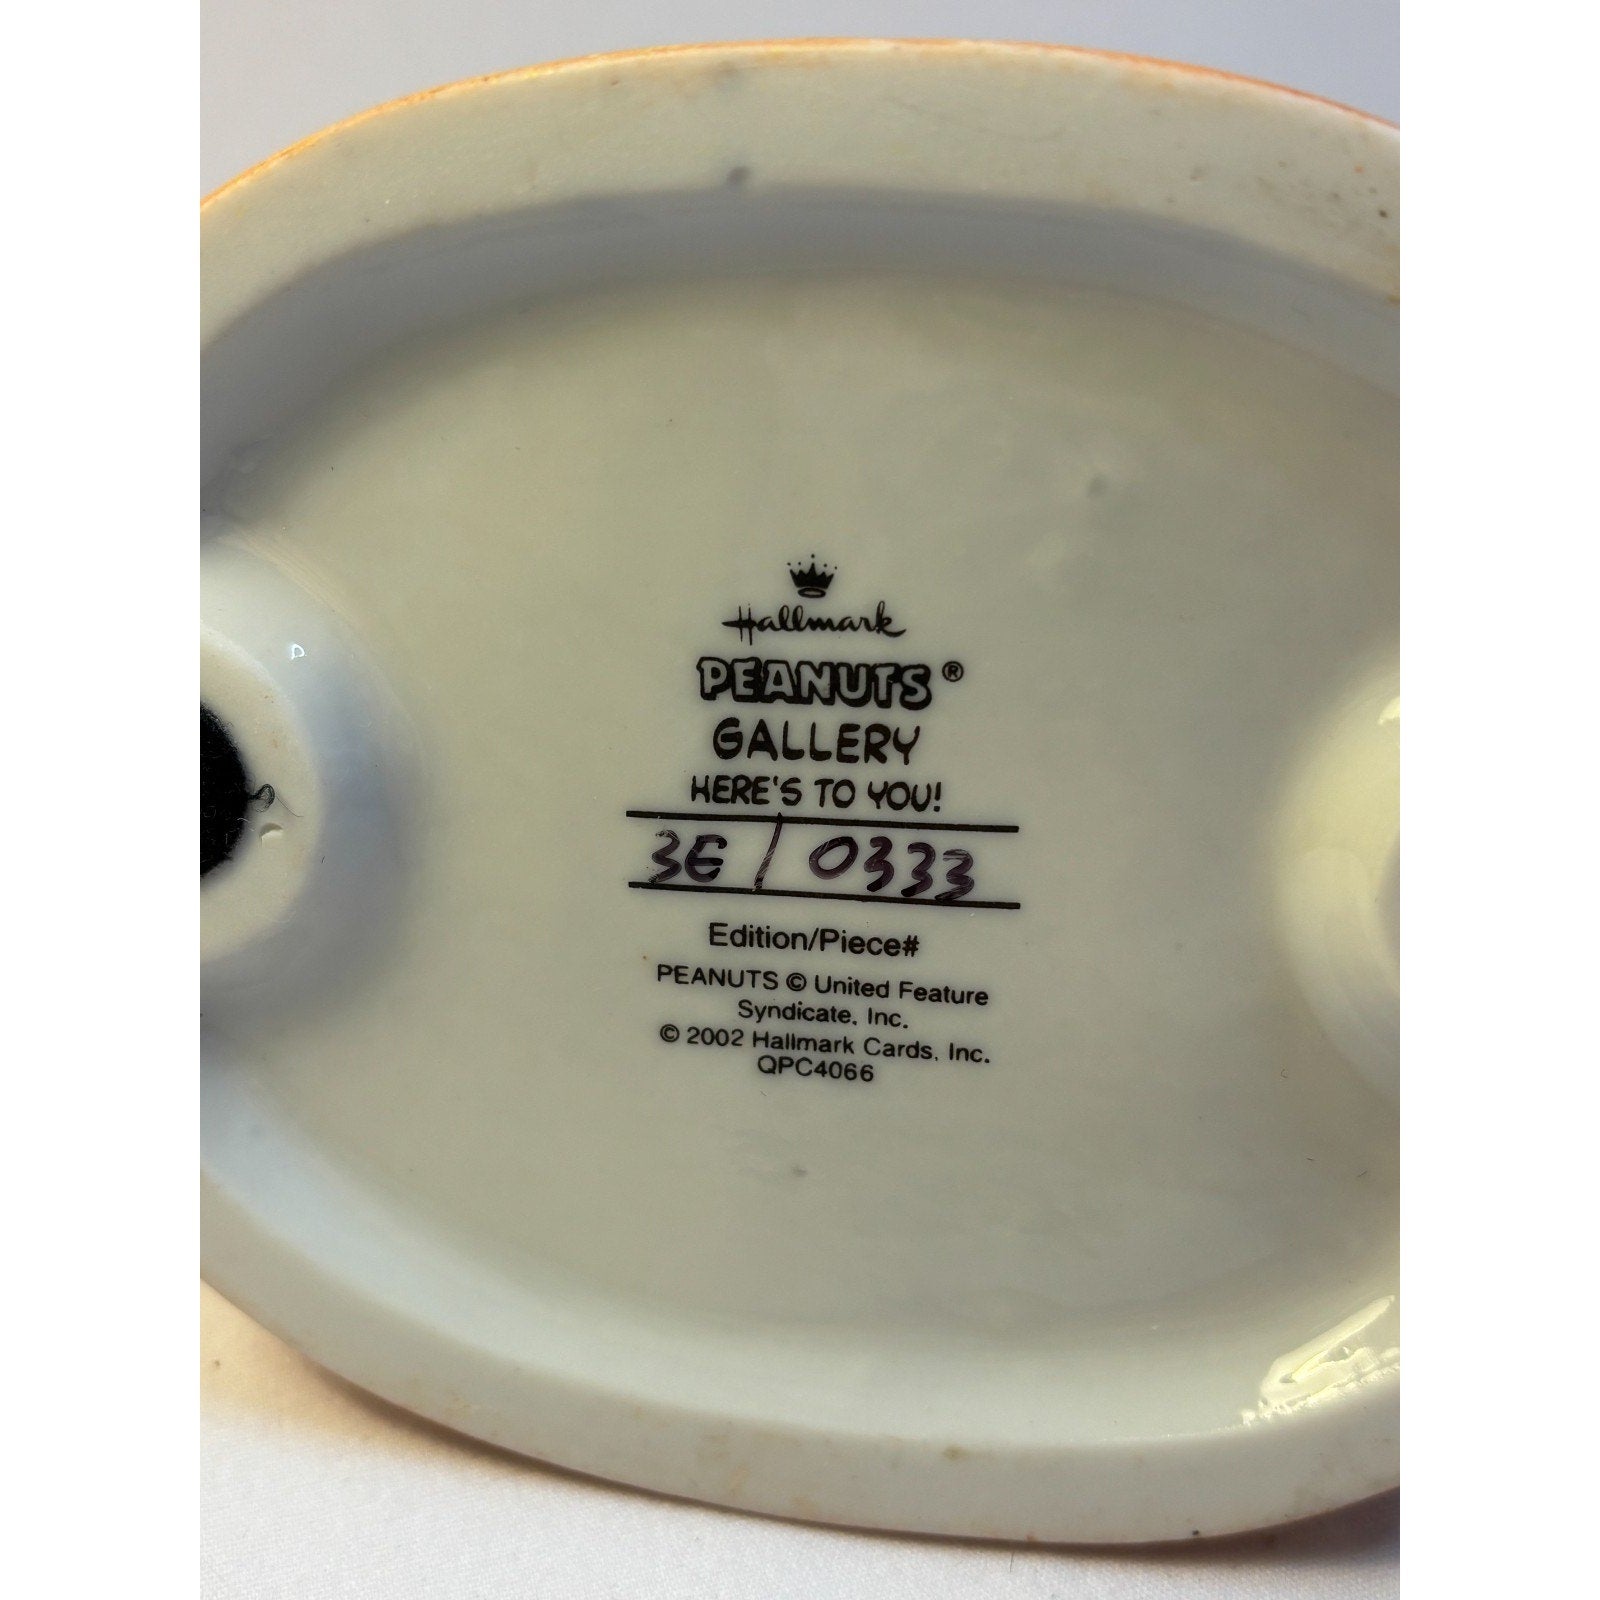 Hallmark
PEANUTS®
GALLERY
HERE'S TO YOU!
3E/0333
Edition/Piece#
PEANUTS © United Feature
Syndicate, Inc.
© 2002 Hallmark Cards, Inc.
QPC4066